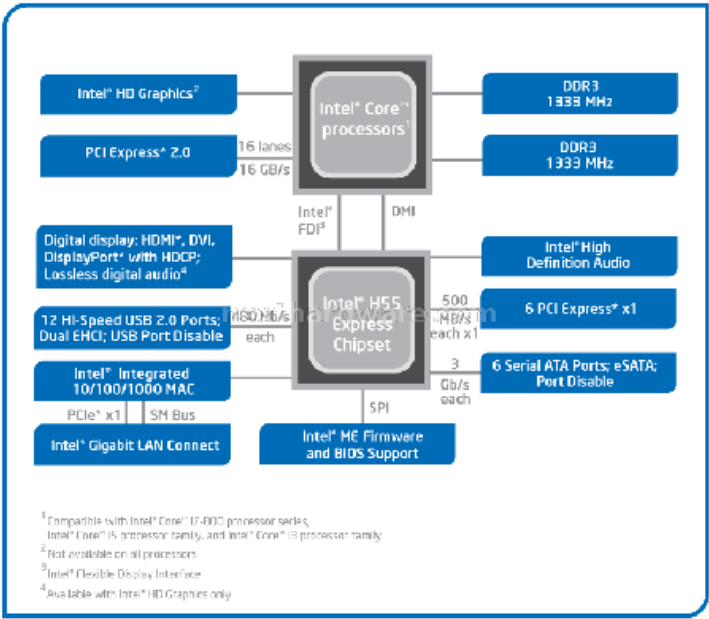 Intel® HD Graphics²
Intel® Core™
processors¹
DDR3
1333 MHz
PCI Express* 2.0
16 lanes
16 GB/s
DDR3
1333 MHz
Intel®
FDI³
DMI
Digital display: HDMI*, DVI,
DisplayPort* with HDCP;
Lossless digital audio⁴
Intel® High
Definition Audio
Intel® H55
Express
Chipset
12 Hi-Speed USB 2.0 Ports;
Dual EHCI; USB Port Disable
480 Mb/s
each
500
MB/s
each x1
6 PCI Express* x1
Intel® Integrated
10/100/1000 MAC
3
Gb/s
each
6 Serial ATA Ports; eSATA;
Port Disable
PCIe* x1
SM Bus
SPI
Intel® Gigabit LAN Connect
Intel® ME Firmware
and BIOS Support
¹ Compatible with Intel® Core™ i7-800 processor series,
Intel® Core™ i5 processor family, and Intel® Core™ i3 processor family
² Not available on all processors
³ Intel® Flexible Display Interface
⁴ Available with Intel® HD Graphics only